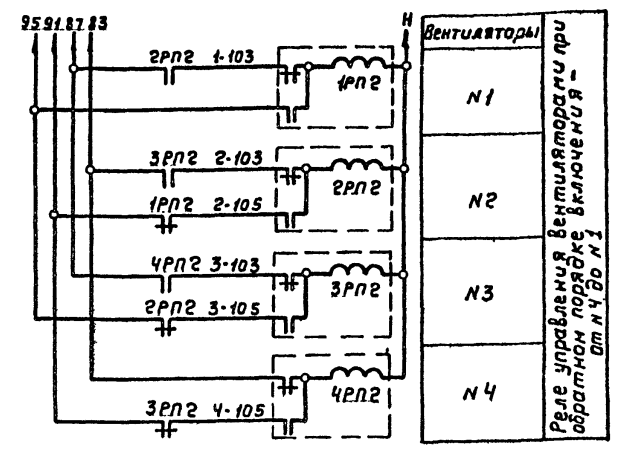 95 91 87 83
Н
Вентиляторы
2РП2 1-103
1РП2
N1
3РП2 2-103
2РП2
1РП2 2-105
N2
4РП2 3-103
3РП2
2РП2 3-105
N3
4РП2
3РП2 4-105
N4
Реле управления вентиляторами при
обратном порядке включения-
от N4 до N1